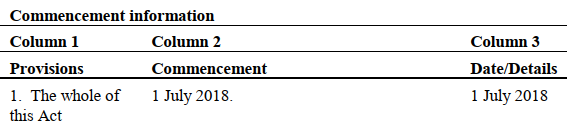 Commencement information
Column 1 Column 2 Column 3
Provisions Commencement Date/Details
1. The whole of this Act 1 July 2018. 1 July 2018